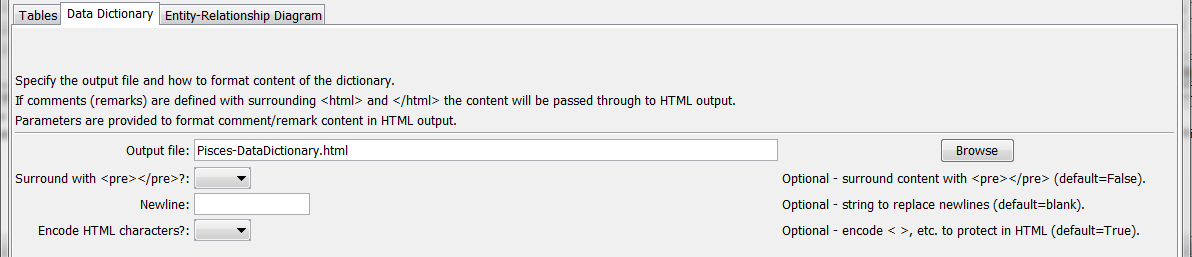 Tables Data Dictionary Entity-Relationship Diagram
Specify the output file and how to format content of the dictionary.
If comments (remarks) are defined with surrounding <html> and </html> the content will be passed through to HTML output.
Parameters are provided to format comment/remark content in HTML output.
Output file: Pisces-DataDictionary.html Browse
Surround with <pre></pre>?: Optional - surround content with <pre></pre> (default=False).
Newline: Optional - string to replace newlines (default=blank).
Encode HTML characters?: Optional - encode < >, etc. to protect in HTML (default=True).